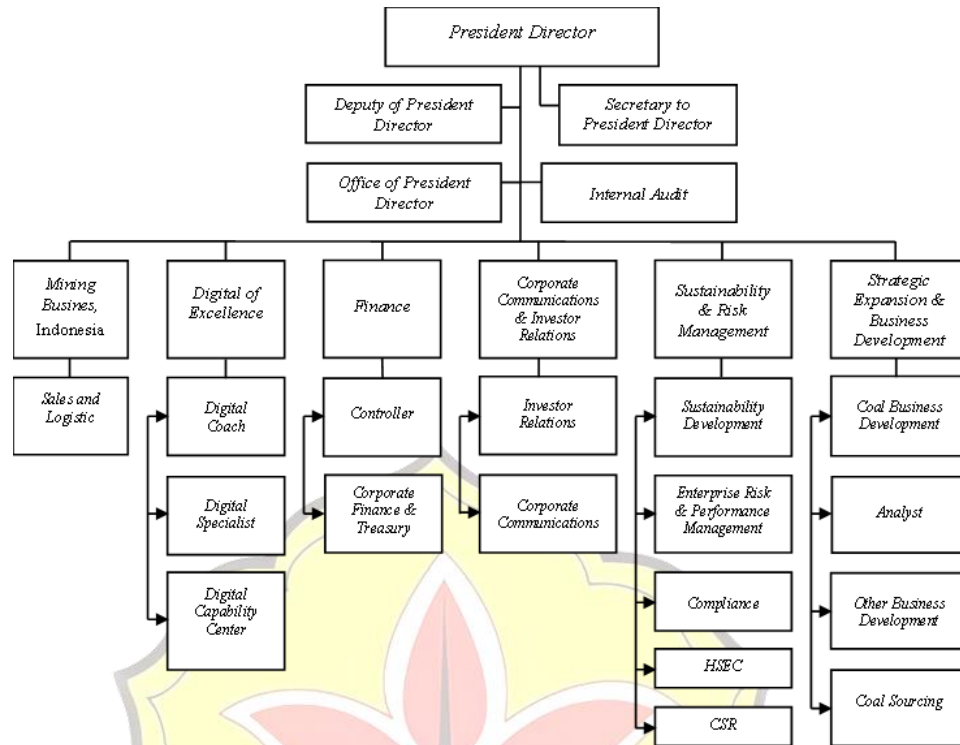 President Director
Deputy of President
Director
Secretary to
President Director
Office of President
Director
Internal Audit
Mining
Busines,
Indonesia
Digital of
Excellence
Finance
Corporate
Communications
& Investor
Relations
Sustainability
& Risk
Management
Strategic
Expansion &
Business
Development
Sales and
Logistic
Digital
Coach
Controller
Investor
Relations
Sustainability
Development
Coal Business
Development
Digital
Specialist
Corporate
Finance &
Treasury
Corporate
Communications
Enterprise Risk
& Performance
Management
Analyst
Digital
Capability
Center
Compliance
Other Business
Development
HSEC
Coal Sourcing
CSR